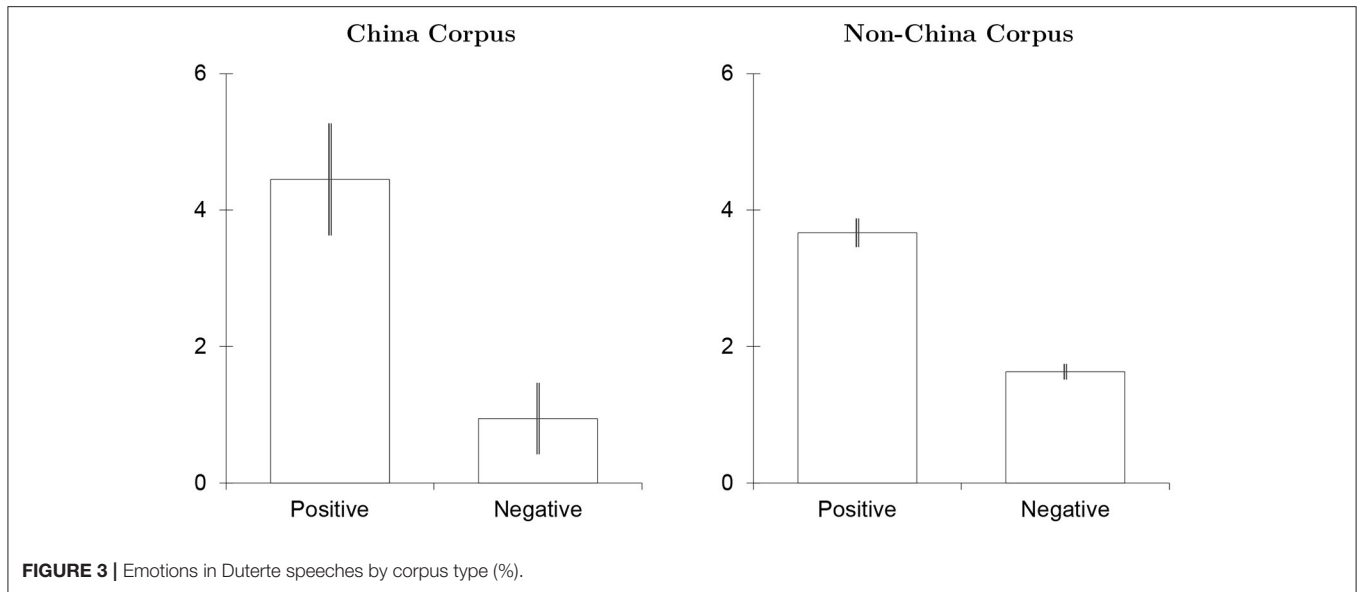 China Corpus
6
4
2
0
Positive Negative
Non-China Corpus
6
4
2
0
Positive Negative
FIGURE 3 | Emotions in Duterte speeches by corpus type (%).